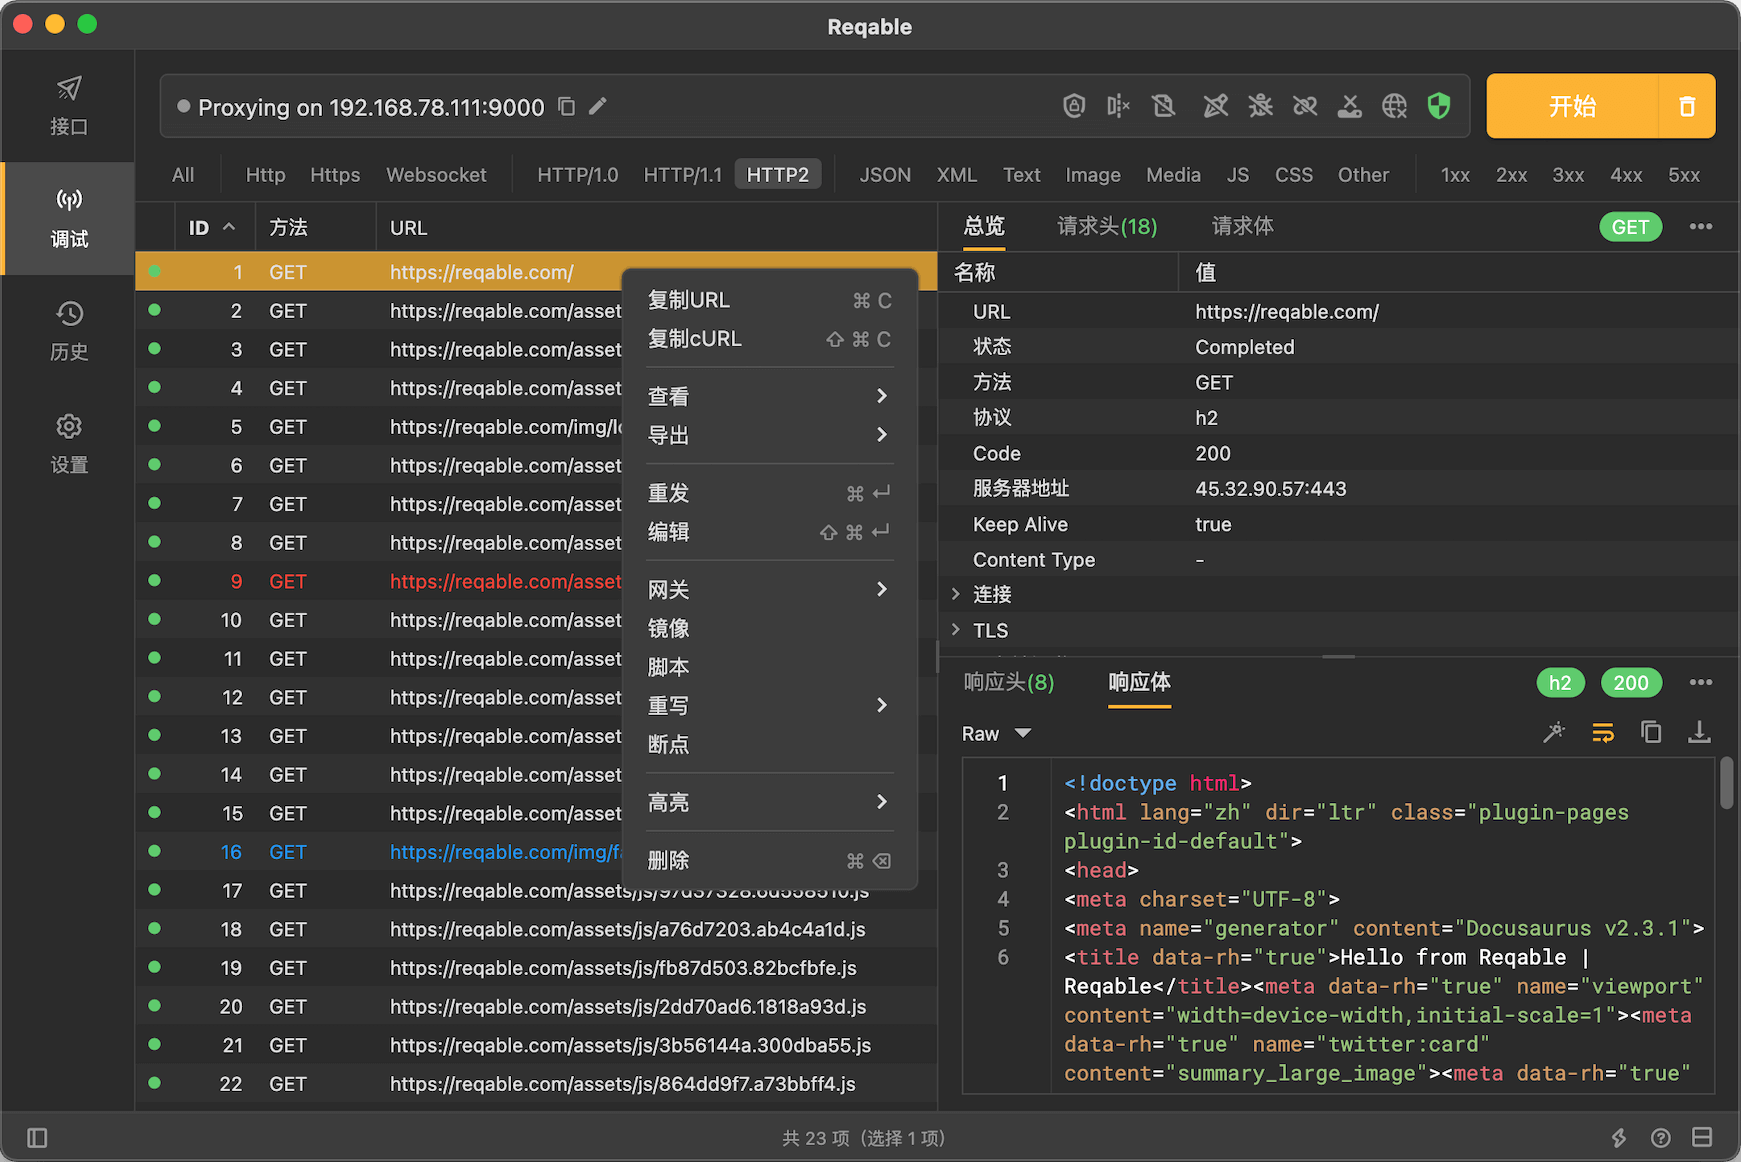 Reqable
接口
调试
历史
设置
Proxying on 192.168.78.111:9000
开始
All Http Https Websocket HTTP/1.0 HTTP/1.1 HTTP2 JSON XML Text Image Media JS CSS Other 1xx 2xx 3xx 4xx 5xx
ID 方法 URL
1 GET https://reqable.com/
2 GET https://reqable.com/asset
3 GET https://reqable.com/asset
4 GET https://reqable.com/asset
5 GET https://reqable.com/img/lo
6 GET https://reqable.com/asset
7 GET https://reqable.com/asset
8 GET https://reqable.com/asset
9 GET https://reqable.com/asset
10 GET https://reqable.com/asset
11 GET https://reqable.com/asset
12 GET https://reqable.com/asset
13 GET https://reqable.com/asset
14 GET https://reqable.com/asset
15 GET https://reqable.com/asset
16 GET https://reqable.com/img/fa
17 GET https://reqable.com/assets/js/97d37328.6d558510.js
18 GET https://reqable.com/assets/js/a76d7203.ab4c4a1d.js
19 GET https://reqable.com/assets/js/fb87d503.82bcfbfe.js
20 GET https://reqable.com/assets/js/2dd70ad6.1818a93d.js
21 GET https://reqable.com/assets/js/3b56144a.300dba55.js
22 GET https://reqable.com/assets/js/864dd9f7.a73bbff4.js
复制URL ⌘ C
复制cURL ⇧ ⌘ C
查看
导出
重发 ⌘ ↵
编辑 ⇧ ⌘ ↵
网关
镜像
脚本
重写
断点
高亮
删除 ⌘ ⌫
总览 请求头(18) 请求体 GET
名称 值
URL https://reqable.com/
状态 Completed
方法 GET
协议 h2
Code 200
服务器地址 45.32.90.57:443
Keep Alive true
Content Type -
连接
TLS
响应头(8) 响应体 h2 200
Raw
1 <!doctype html>
2 <html lang="zh" dir="ltr" class="plugin-pages
plugin-id-default">
3 <head>
4 <meta charset="UTF-8">
5 <meta name="generator" content="Docusaurus v2.3.1">
6 <title data-rh="true">Hello from Reqable |
Reqable</title><meta data-rh="true" name="viewport"
content="width=device-width,initial-scale=1"><meta
data-rh="true" name="twitter:card"
content="summary_large_image"><meta data-rh="true"
共 23 项 (选择 1 项)